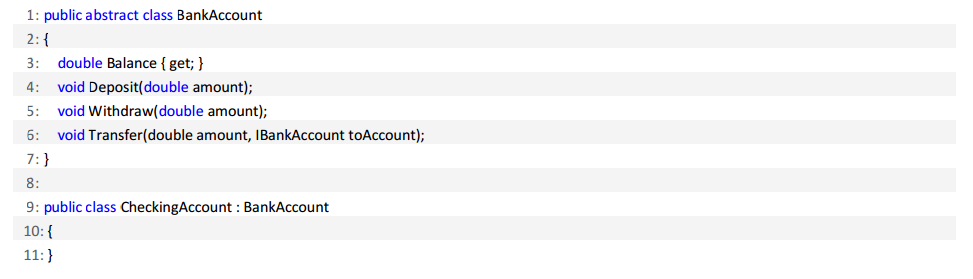 1: public abstract class BankAccount
2: {
3: double Balance { get; }
4: void Deposit(double amount);
5: void Withdraw(double amount);
6: void Transfer(double amount, IBankAccount toAccount);
7: }
8:
9: public class CheckingAccount : BankAccount
10: {
11: }